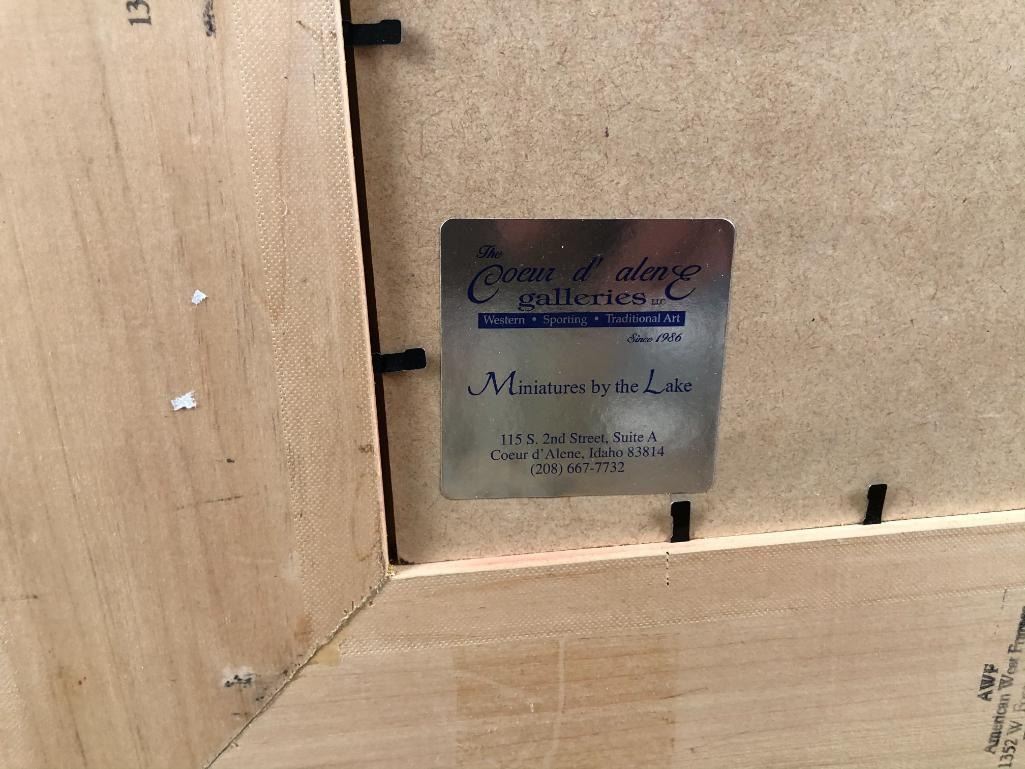 13
The
Coeur d' alenE
galleries LLC
Western • Sporting • Traditional Art
Since 1986
Miniatures by the Lake
115 S. 2nd Street, Suite A
Coeur d'Alene, Idaho 83814
(208) 667-7732
AWF
American West
1352 W.